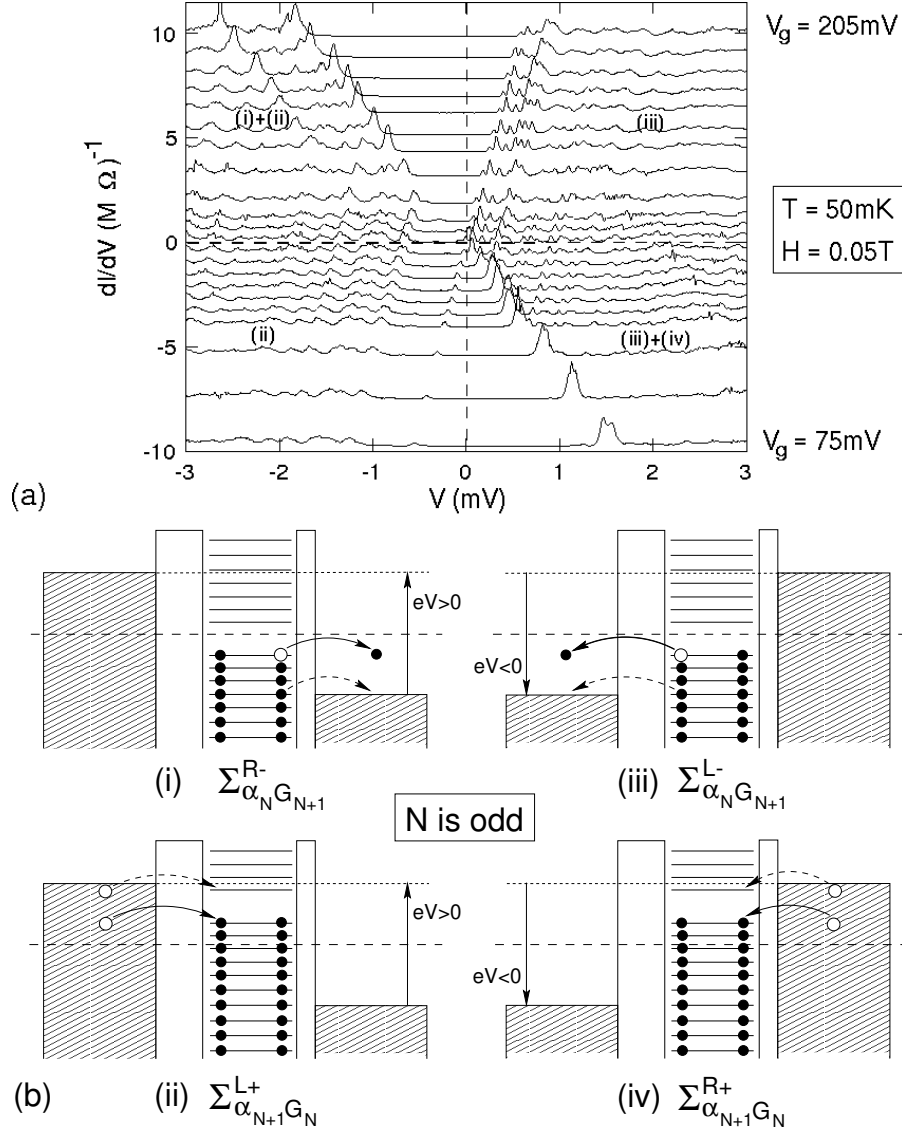 10
5
0
-5
-10
dI/dV (M Ω)⁻¹
(i)+(ii)
(iii)
(ii)
(iii)+(iv)
V_g = 205mV
T = 50mK
H = 0.05T
V_g = 75mV
-3 -2 -1 0 1 2 3
V (mV)
(a)
eV>0
eV<0
(i) Σ^{R-}_{α_N G_{N+1}}
(iii) Σ^{L-}_{α_N G_{N+1}}
N is odd
eV>0
eV<0
(b)
(ii) Σ^{L+}_{α_{N+1} G_N}
(iv) Σ^{R+}_{α_{N+1} G_N}